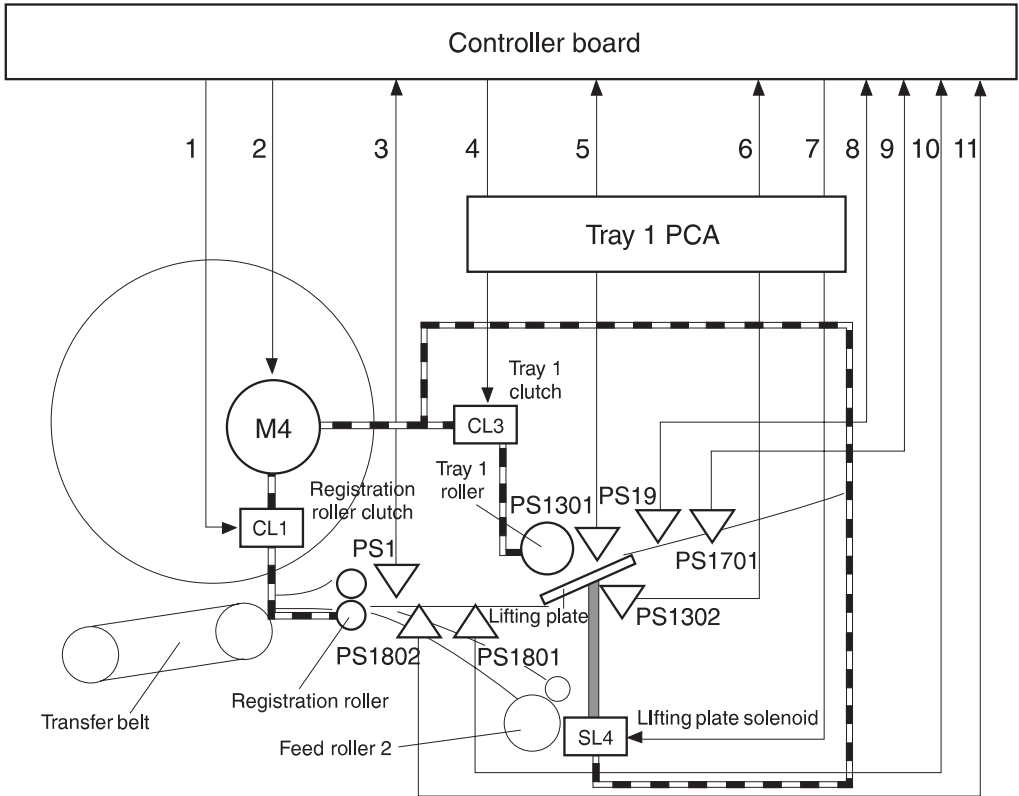 Controller board
1
2
3
4
5
6
7
8
9
10
11
Tray 1 PCA
Tray 1
clutch
M4
CL3
Tray 1
roller
Registration
roller clutch
CL1
PS1301
PS19
PS1
PS1701
Lifting plate
PS1302
PS1802
PS1801
Registration roller
Transfer belt
LIfting plate solenoid
Feed roller 2
SL4